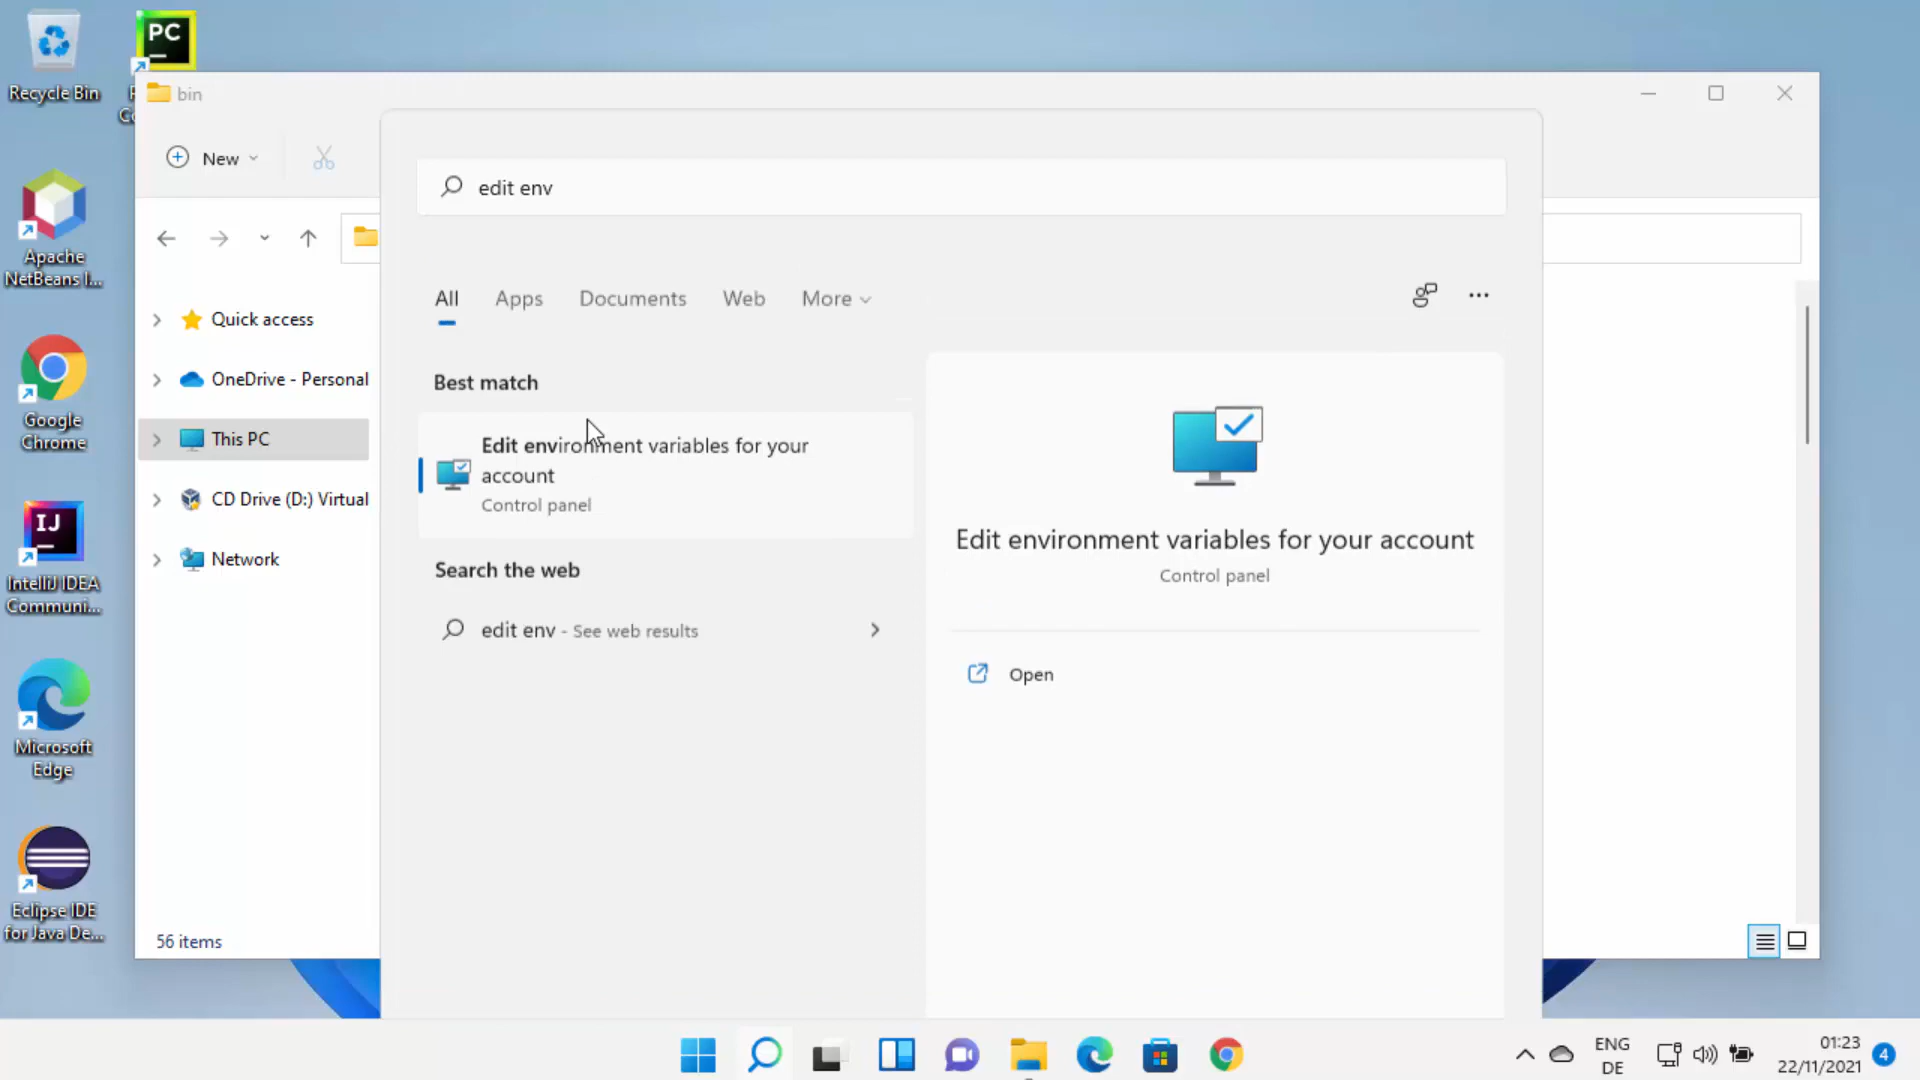 PC
Recycle Bin
bin
New
edit env
Apache
NetBeans I...
All
Apps
Documents
Web
More
Quick access
Best match
OneDrive - Personal
Google
Chrome
This PC
Edit environment variables for your
account
Control panel
CD Drive (D:) Virtual
Edit environment variables for your account
Control panel
IJ
Network
Search the web
IntelliJ IDEA
Communi...
edit env - See web results
Open
Microsoft
Edge
Eclipse IDE
for Java De...
56 items
ENG
DE
01:23
22/11/2021
4